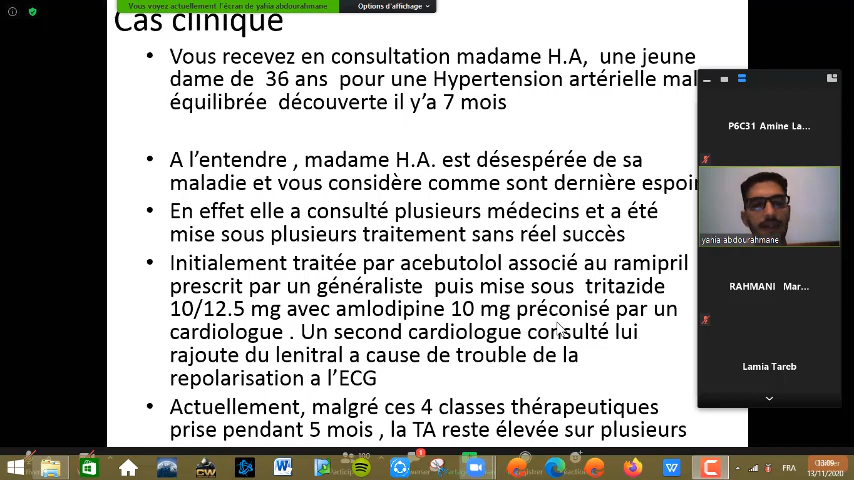 Vous voyez actuellement l'écran de yahia abdourahmane
Options d'affichage
Cas clinique
• Vous recevez en consultation madame H.A, une jeune
dame de 36 ans pour une Hypertension artérielle mal
équilibrée découverte il y'a 7 mois
• A l'entendre , madame H.A. est désespérée de sa
maladie et vous considère comme sont dernière espoir
• En effet elle a consulté plusieurs médecins et a été
mise sous plusieurs traitement sans réel succès
• Initialement traitée par acebutolol associé au ramipril
prescrit par un généraliste puis mise sous tritazide
10/12.5 mg avec amlodipine 10 mg préconisé par un
cardiologue . Un second cardiologue consulté lui
rajoute du lenitral a cause de trouble de la
repolarisation a l'ECG
• Actuellement, malgré ces 4 classes thérapeutiques
prise pendant 5 mois , la TA reste élevée sur plusieurs
P6C31 Amine La...
yahia abdourahmane
RAHMANI Mar...
Lamia Tareb
FRA
13:09
13/11/2020